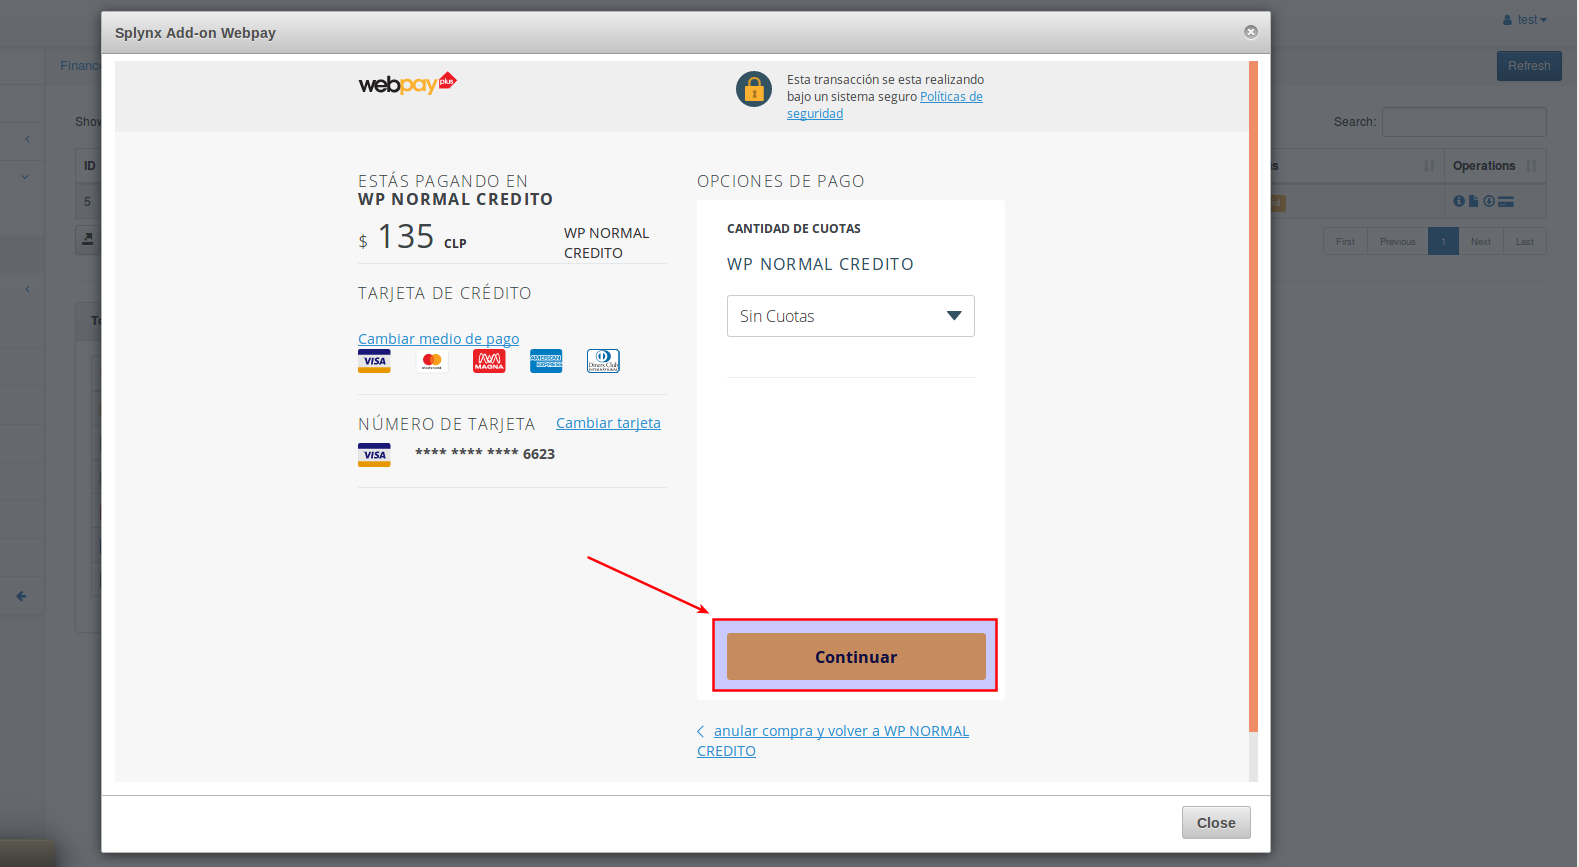 Splynx Add-on Webpay
test
Financ
Refresh
webpay plus
Esta transacción se esta realizando
bajo un sistema seguro Políticas de
seguridad
Show
Search:
ID
s
Operations
5
id
First
Previous
1
Next
Last
To
ESTÁS PAGANDO EN
WP NORMAL CREDITO
$ 135 CLP
WP NORMAL
CREDITO
TARJETA DE CRÉDITO
Cambiar medio de pago
VISA
MAGNA
AMERICAN
EXPRESS
Diners Club
INTERNATIONAL
NÚMERO DE TARJETA
Cambiar tarjeta
VISA
**** **** **** 6623
OPCIONES DE PAGO
CANTIDAD DE CUOTAS
WP NORMAL CREDITO
Sin Cuotas
Continuar
anular compra y volver a WP NORMAL
CREDITO
Close